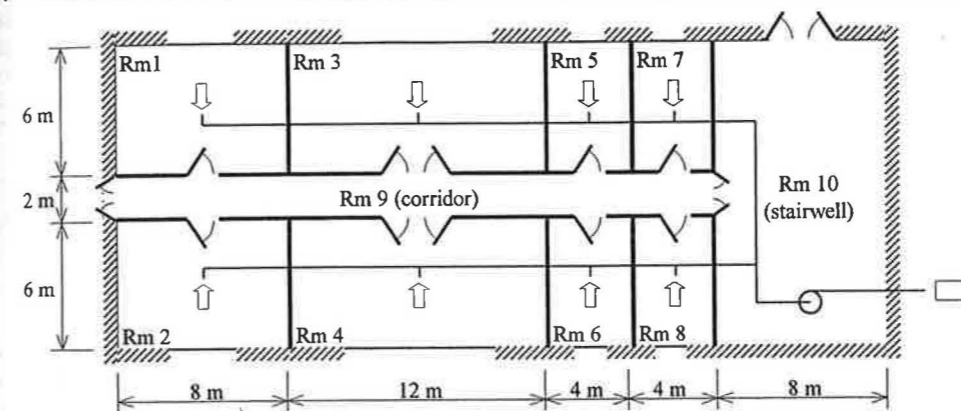 Rm1
Rm 3
Rm 5
Rm 7
6 m
2 m
Rm 9 (corridor)
Rm 10
(stairwell)
6 m
Rm 2
Rm 4
Rm 6
Rm 8
8 m
12 m
4 m
4 m
8 m